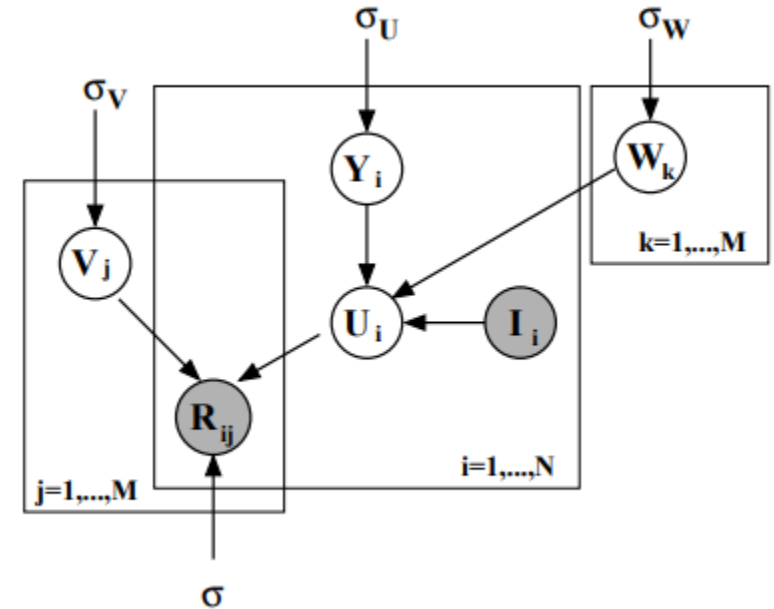 σU
σW
σV
Yi
Wk
k=1,...,M
Vj
Ui
Ii
Rij
i=1,...,N
j=1,...,M
σ